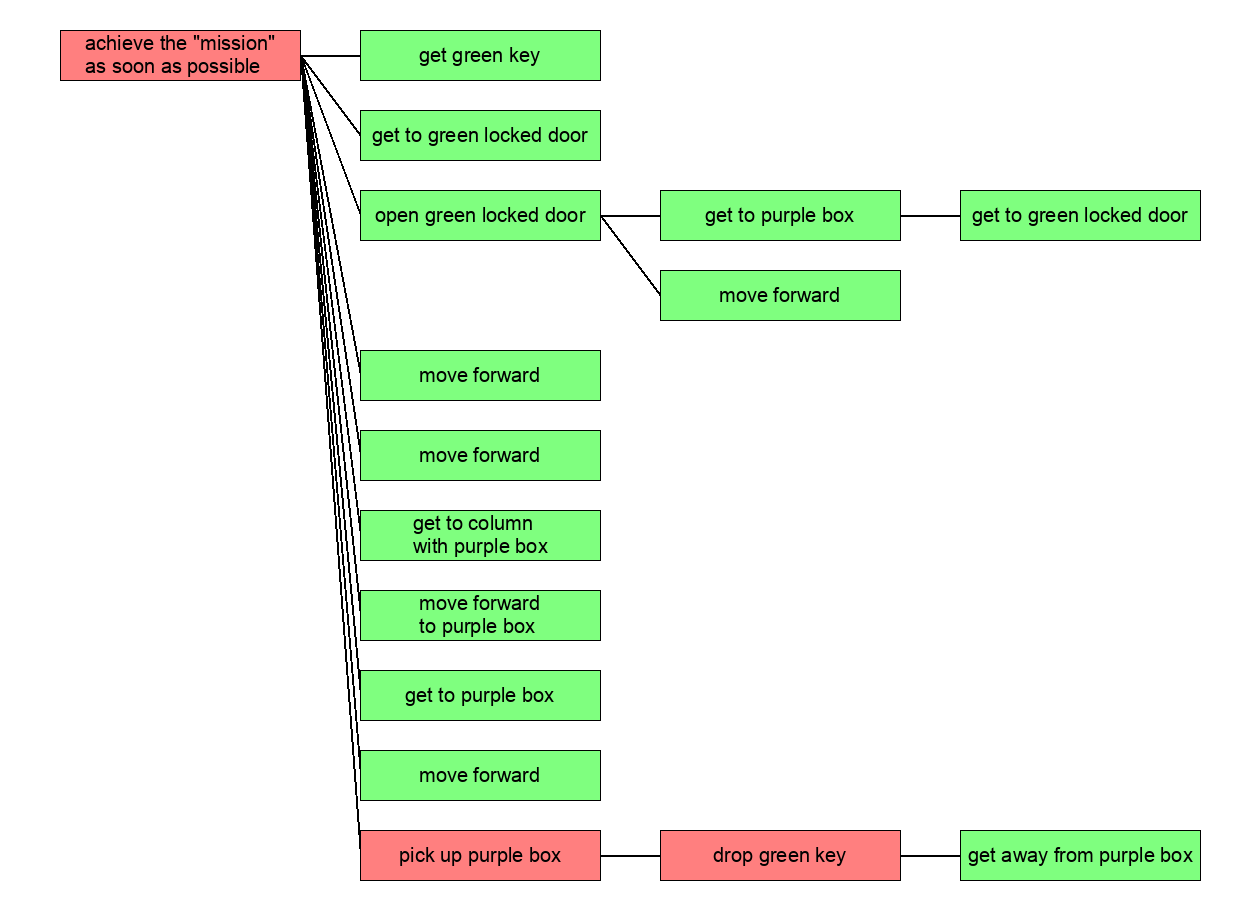 achieve the "mission"
as soon as possible
get green key
get to green locked door
open green locked door
get to purple box
get to green locked door
move forward
move forward
move forward
get to column
with purple box
move forward
to purple box
get to purple box
move forward
pick up purple box
drop green key
get away from purple box